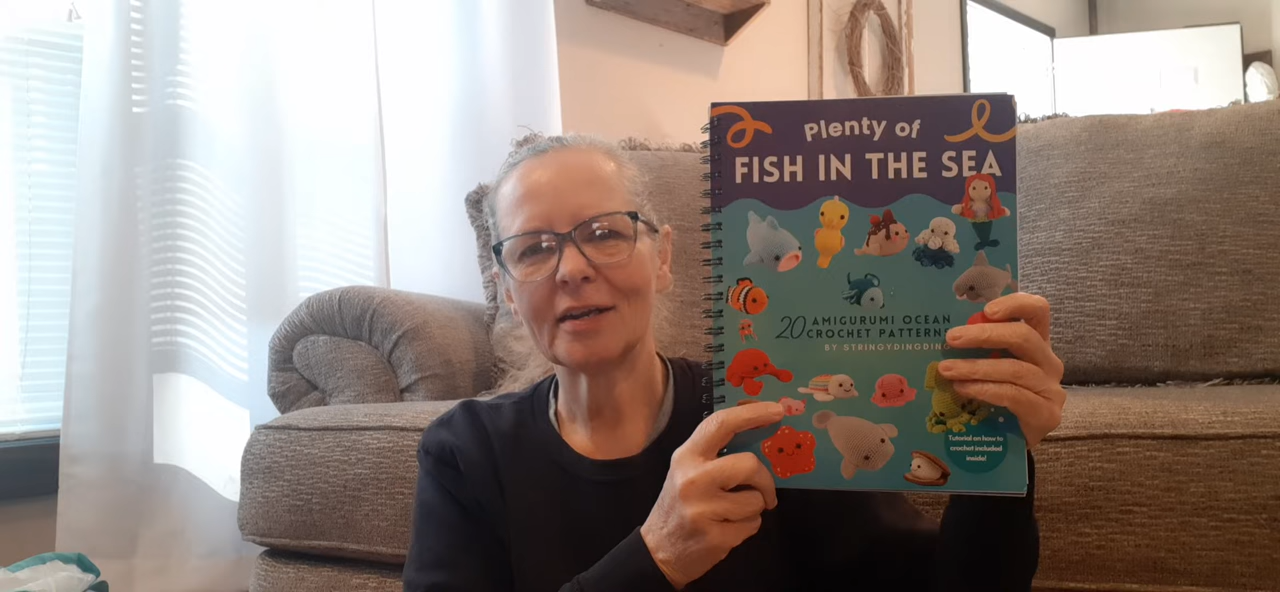 Plenty of
FISH IN THE SEA
20 AMIGURUMI OCEAN
CROCHET PATTERNS
BY STRINGYDINGDING
Tutorial on how to
crochet included
inside!